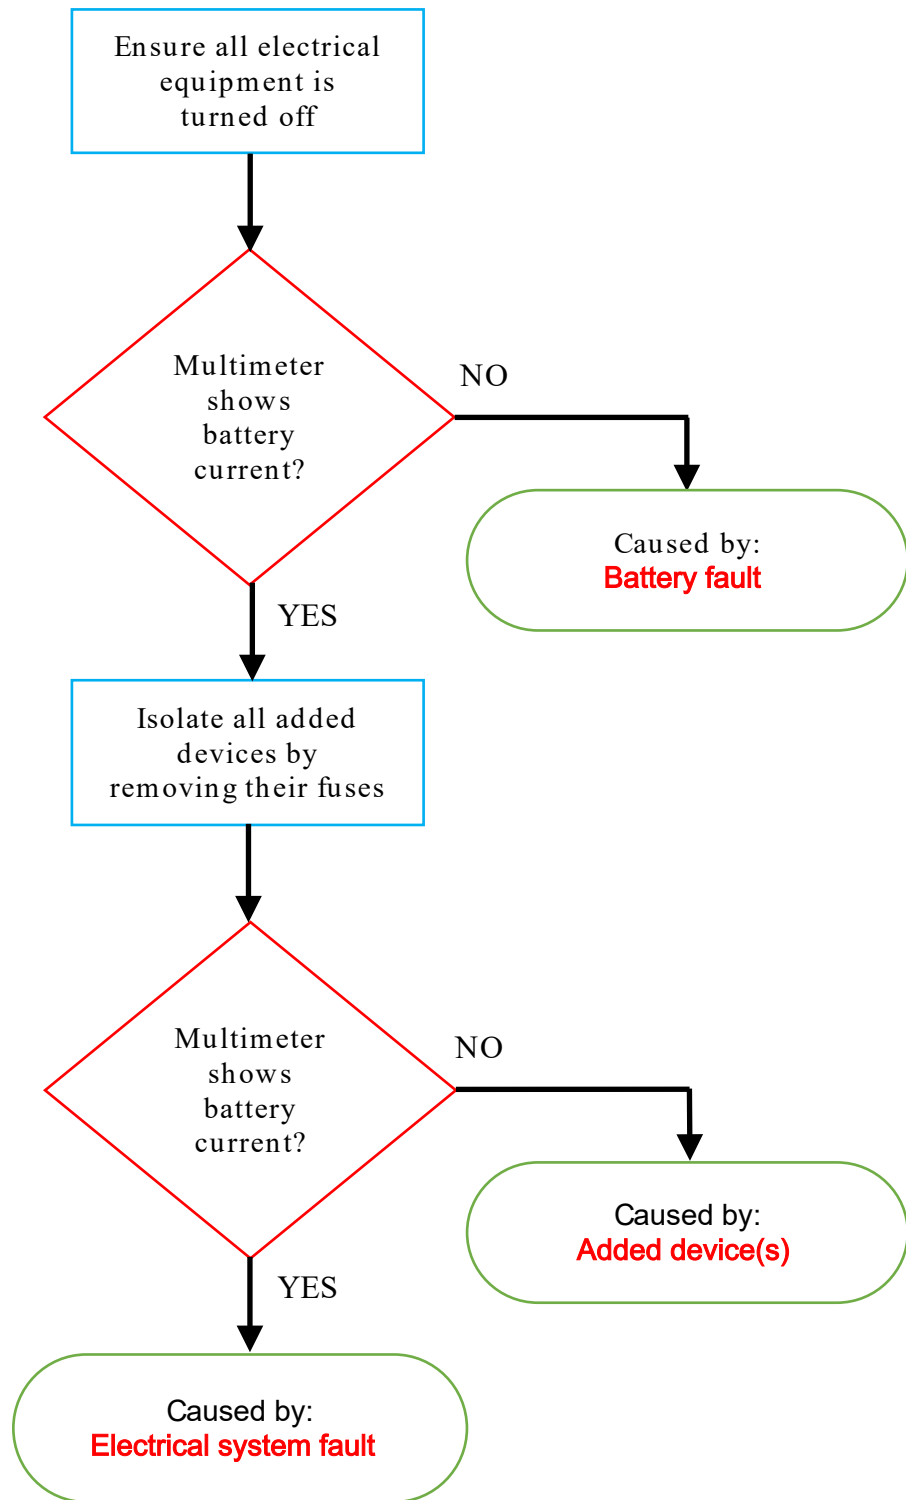 Ensure all electrical
equipment is
turned off
Multimeter
shows
battery
current?
NO
Caused by:
Battery fault
YES
Isolate all added
devices by
removing their fuses
Multimeter
shows
battery
current?
NO
Caused by:
Added device(s)
YES
Caused by:
Electrical system fault